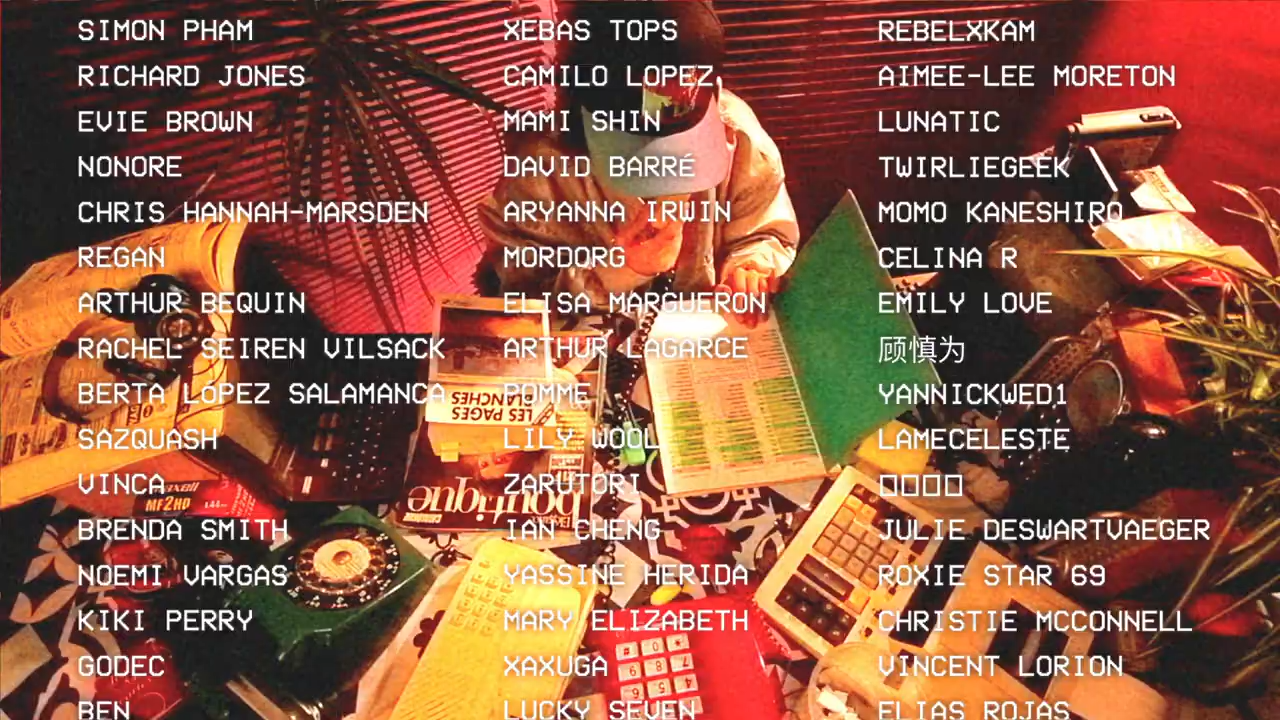 SIMON PHAM
RICHARD JONES
EVIE BROWN
NONORE
CHRIS HANNAH-MARSDEN
REGAN
ARTHUR BEQUIN
RACHEL SEIREN VILSACK
BERTA LóPEZ SALAMANCA
SAZQUASH
VINCA
BRENDA SMITH
NOEMI VARGAS
KIKI PERRY
GODEC
BEN
XEBAS TOPS
CAMILO LOPEZ
MAMI SHIN
DAVID BARRé
ARYANNA IRWIN
MORDORG
ELISA MARGUERON
ARTHUR LAGARCE
POMME
LILY WOOL
ZARUTORI
IAN CHENG
YASSINE HERIDA
MARY ELIZABETH
XAXUGA
LUCKY SEVEN
REBELXKAM
AIMEE-LEE MORETON
LUNATIC
TWIRLIEGEEK
MOMO KANESHIRO
CELINA R
EMILY LOVE
顾慎为
YANNICKWED1
LAMECELESTE
□□□□
JULIE DESWARTVAEGER
ROXIE STAR 69
CHRISTIE MCCONNELL
VINCENT LORION
ELIAS ROJAS
LES PAGES
BLANCHES
boutique
maxell
MF2HD